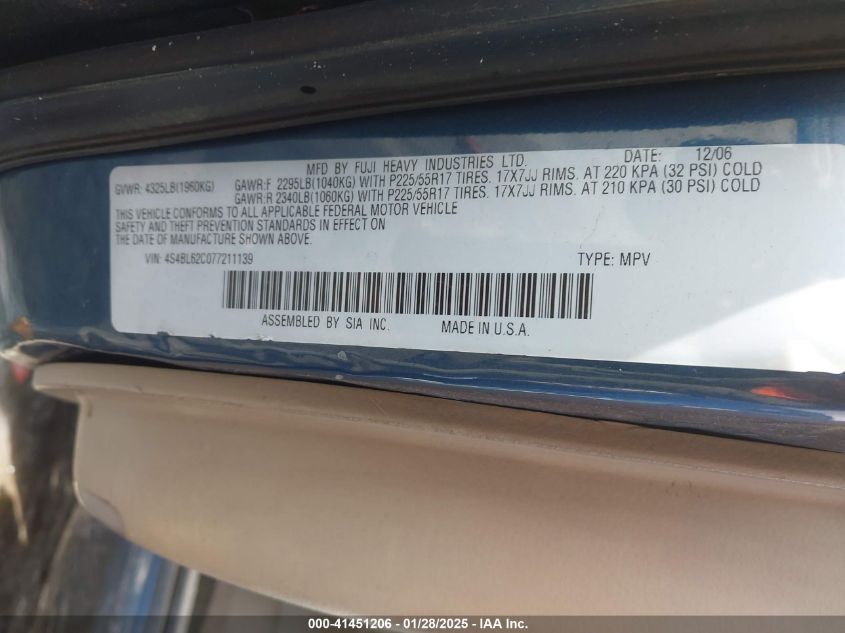 MFD BY FUJI HEAVY INDUSTRIES LTD. DATE: 12/06
GVWR: 4325LB(1960KG) GAWR:F 2295LB(1040KG) WITH P225/55R17 TIRES. 17X7JJ RIMS. AT 220 KPA (32 PSI) COLD
GAWR:R 2340LB(1060KG) WITH P225/55R17 TIRES. 17X7JJ RIMS. AT 210 KPA (30 PSI) COLD
THIS VEHICLE CONFORMS TO ALL APPLICABLE FEDERAL MOTOR VEHICLE
SAFETY AND THEFT PREVENTION STANDARDS IN EFFECT ON
THE DATE OF MANUFACTURE SHOWN ABOVE.
VIN: 4S4BL62C077211139 TYPE: MPV
ASSEMBLED BY SIA INC. MADE IN U.S.A.
000-41451206 - 01/28/2025 - IAA Inc.